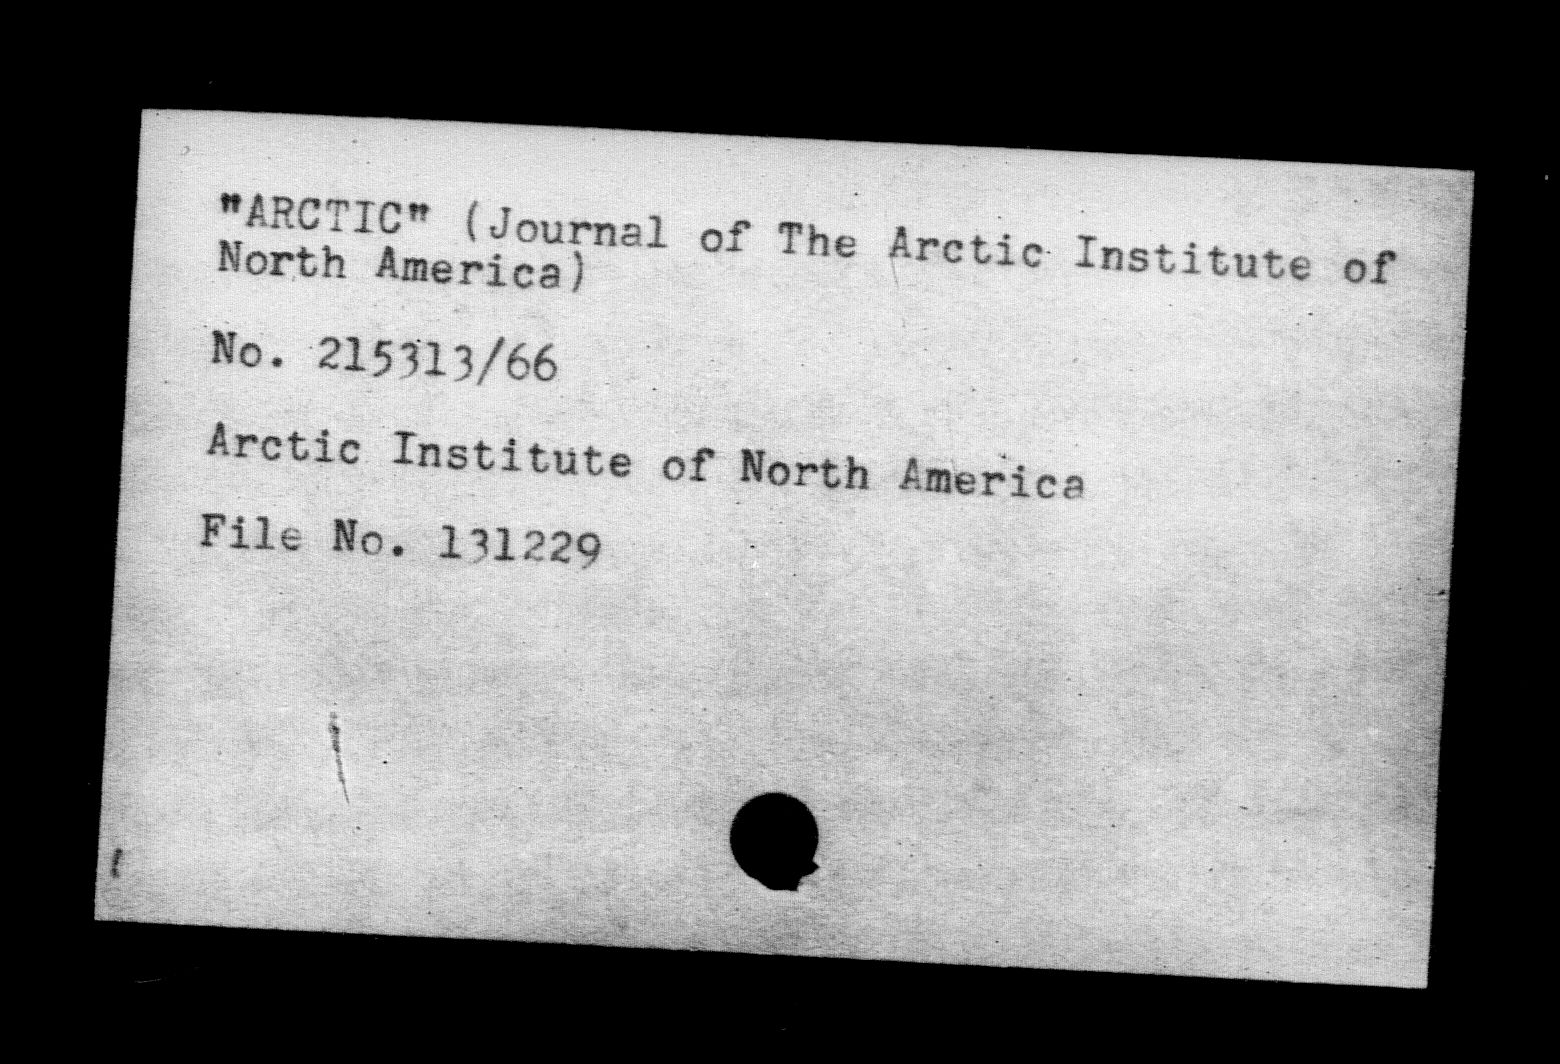 "ARCTIC" (Journal of The Arctic Institute of
North America)
No. 215313/66
Arctic Institute of North America
File No. 131229